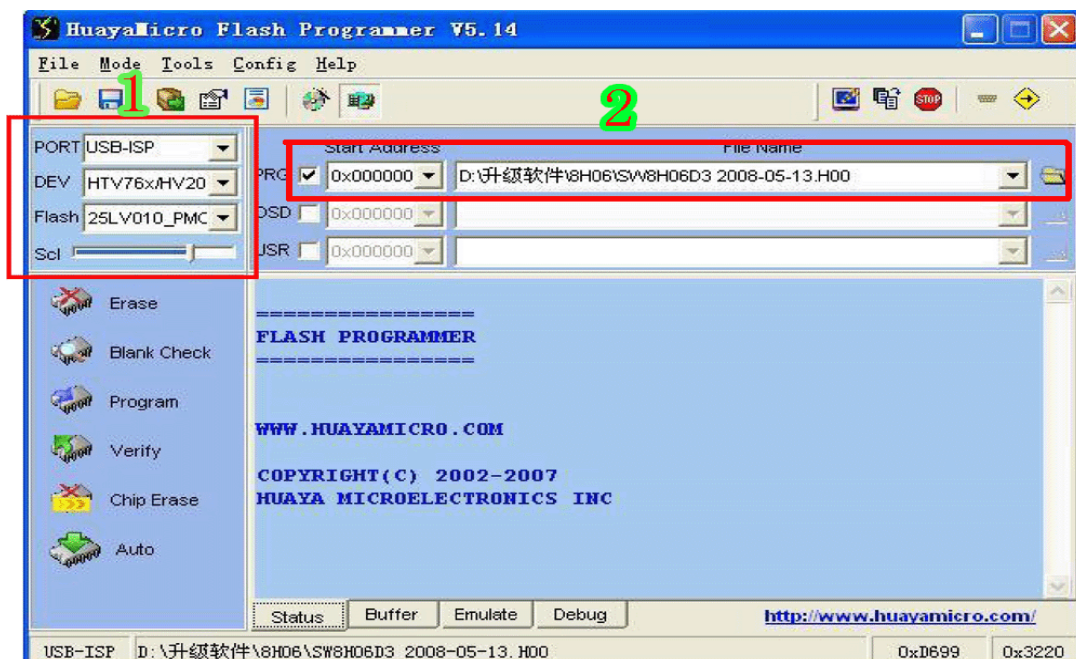 HuayaMicro Flash Programmer V5.14
File Mode Tools Config Help
1
2
STOP
PORT USB-ISP
DEV HTV76x/HV20
Flash 25LV010_PMC
Scl
Start Address File Name
PRG 0x000000 D:\升级软件\8H06\SW8H06D3 2008-05-13.H00
OSD 0x000000
USR 0x000000
Erase
Blank Check
Program
Verify
Chip Erase
Auto
================
FLASH PROGRAMMER
================
WWW.HUAYAMICRO.COM
COPYRIGHT(C) 2002-2007
HUAYA MICROELECTRONICS INC
Status Buffer Emulate Debug http://www.huayamicro.com/
USB-ISP D:\升级软件\8H06\SW8H06D3 2008-05-13.H00 0xD699 0x3220